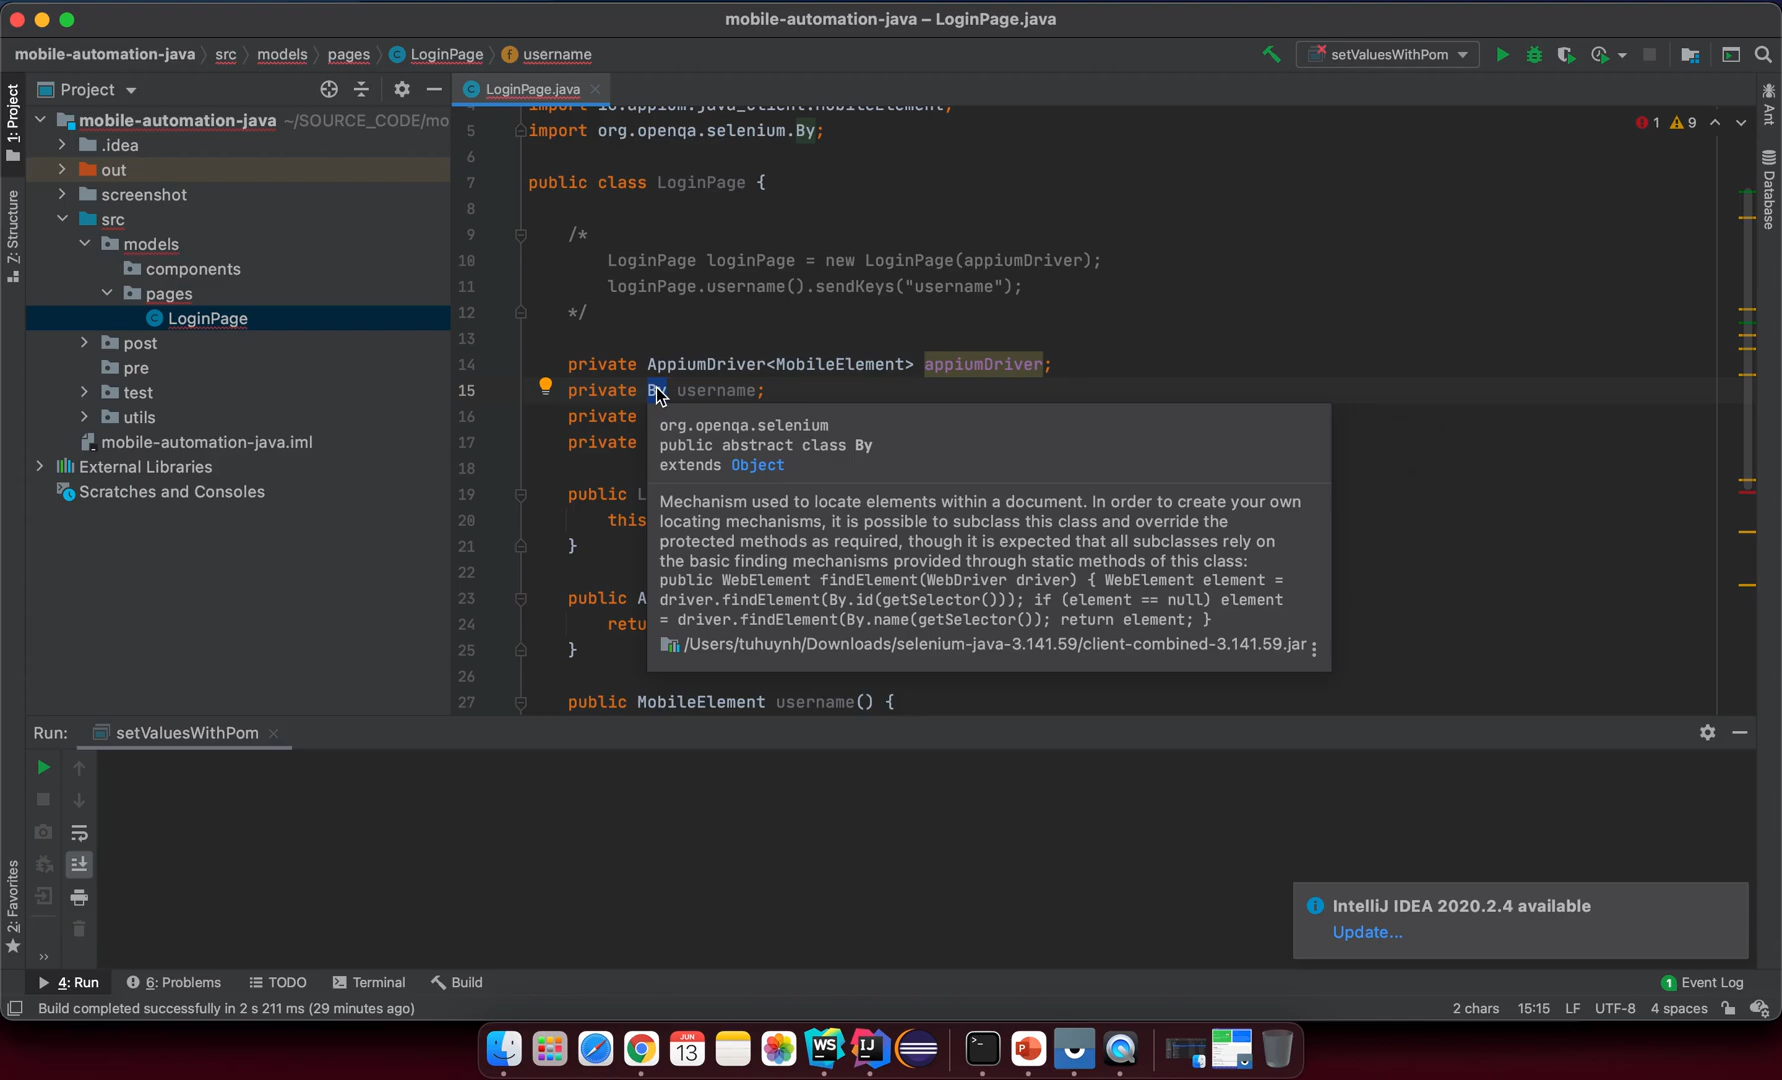 mobile-automation-java – LoginPage.java
mobile-automation-java src models pages LoginPage username
setValuesWithPom
1: Project
Project
LoginPage.java
mobile-automation-java ~/SOURCE_CODE/mo
.idea
out
screenshot
src
models
components
pages
LoginPage
post
pre
test
utils
mobile-automation-java.iml
External Libraries
Scratches and Consoles
Z: Structure
2: Favorites
import io.appium.java_client.MobileElement;
5 import org.openqa.selenium.By;
6
7 public class LoginPage {
8
9 /*
10 LoginPage loginPage = new LoginPage(appiumDriver);
11 loginPage.username().sendKeys("username");
12 */
13
14 private AppiumDriver<MobileElement> appiumDriver;
15 private By username;
16 private
17 private
18
19 public L
20 this
21 }
22
23 public A
24 retu
25 }
26
27 public MobileElement username() {
org.openqa.selenium
public abstract class By
extends Object
Mechanism used to locate elements within a document. In order to create your own
locating mechanisms, it is possible to subclass this class and override the
protected methods as required, though it is expected that all subclasses rely on
the basic finding mechanisms provided through static methods of this class:
public WebElement findElement(WebDriver driver) { WebElement element =
driver.findElement(By.id(getSelector())); if (element == null) element
= driver.findElement(By.name(getSelector()); return element; }
/Users/tuhuynh/Downloads/selenium-java-3.141.59/client-combined-3.141.59.jar
1 9
Ant
Database
Run: setValuesWithPom
IntelliJ IDEA 2020.2.4 available
Update...
4: Run 6: Problems TODO Terminal Build
1 Event Log
Build completed successfully in 2 s 211 ms (29 minutes ago)
2 chars 15:15 LF UTF-8 4 spaces
JUN
13
WS
IJ